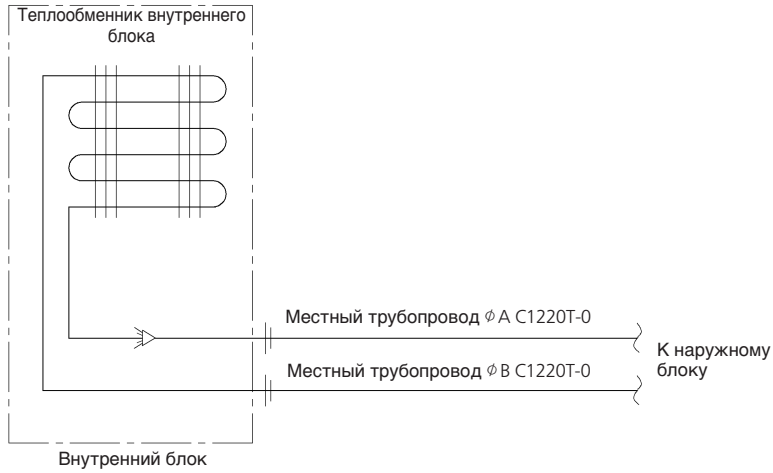 Теплообменник внутреннего
блока
Местный трубопровод ϕA C1220T-0
К наружному
блоку
Местный трубопровод ϕB C1220T-0
Внутренний блок